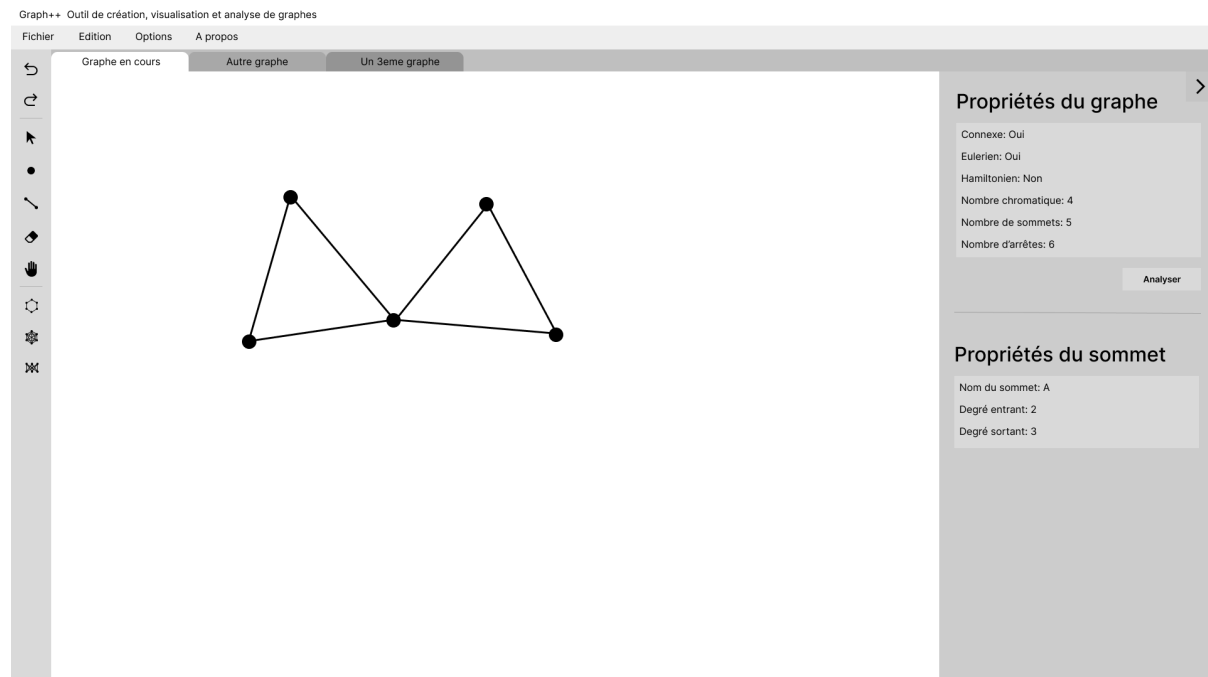 Graph++ Outil de création, visualisation et analyse de graphes
Fichier Edition Options A propos
Graphe en cours Autre graphe Un 3eme graphe
Propriétés du graphe
Connexe: Oui
Eulerien: Oui
Hamiltonien: Non
Nombre chromatique: 4
Nombre de sommets: 5
Nombre d'arrêtes: 6
Analyser
Propriétés du sommet
Nom du sommet: A
Degré entrant: 2
Degré sortant: 3